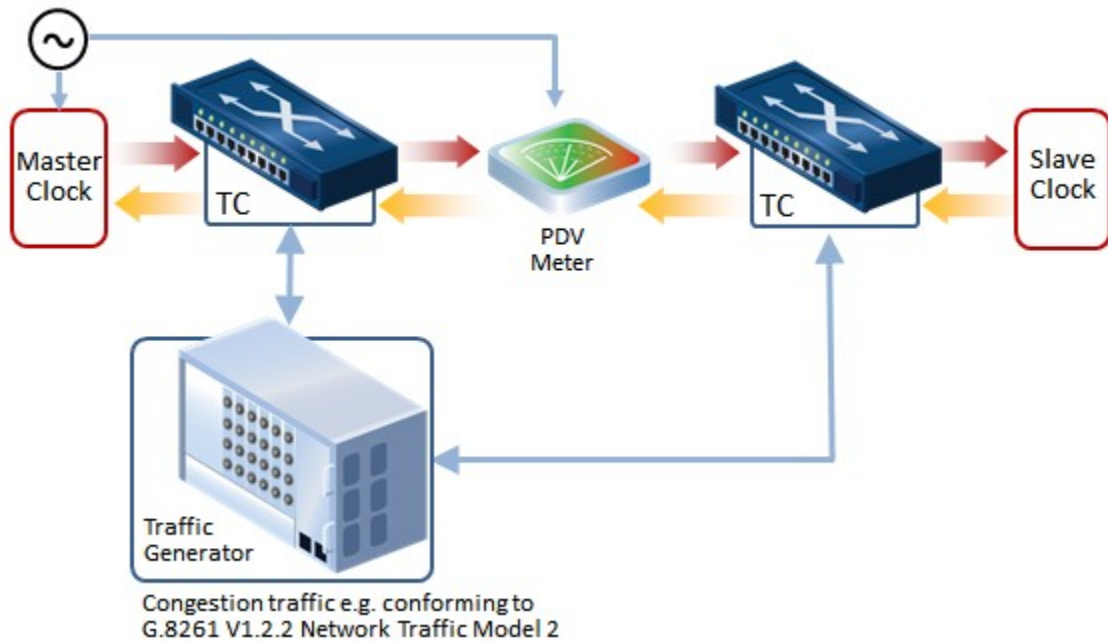 Master
Clock
TC
PDV
Meter
TC
Slave
Clock
Traffic
Generator
Congestion traffic e.g. conforming to
G.8261 V1.2.2 Network Traffic Model 2